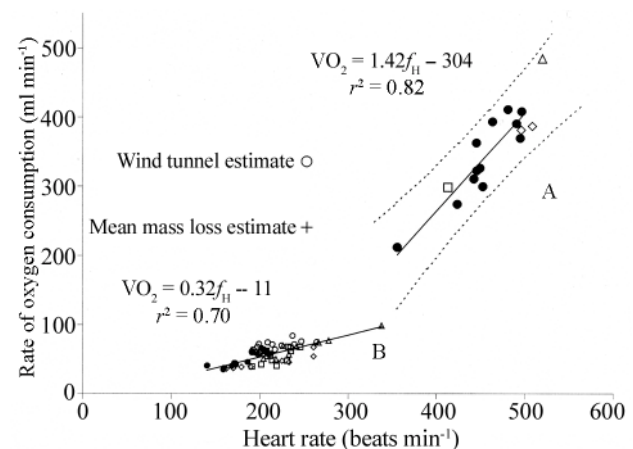 Rate of oxygen consumption (ml min⁻¹)
500
400
300
200
100
0
VO₂ = 1.42fH – 304
r² = 0.82
Wind tunnel estimate ○
Mean mass loss estimate +
VO₂ = 0.32fH -- 11
r² = 0.70
A
B
0 100 200 300 400 500 600
Heart rate (beats min⁻¹)